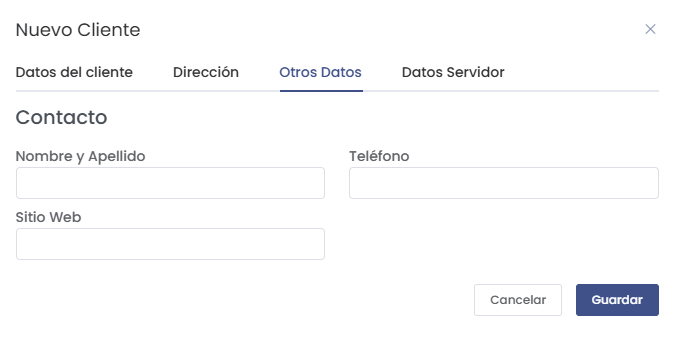 Nuevo Cliente
Datos del cliente Dirección Otros Datos Datos Servidor
Contacto
Nombre y Apellido Teléfono
Sitio Web
Cancelar Guardar